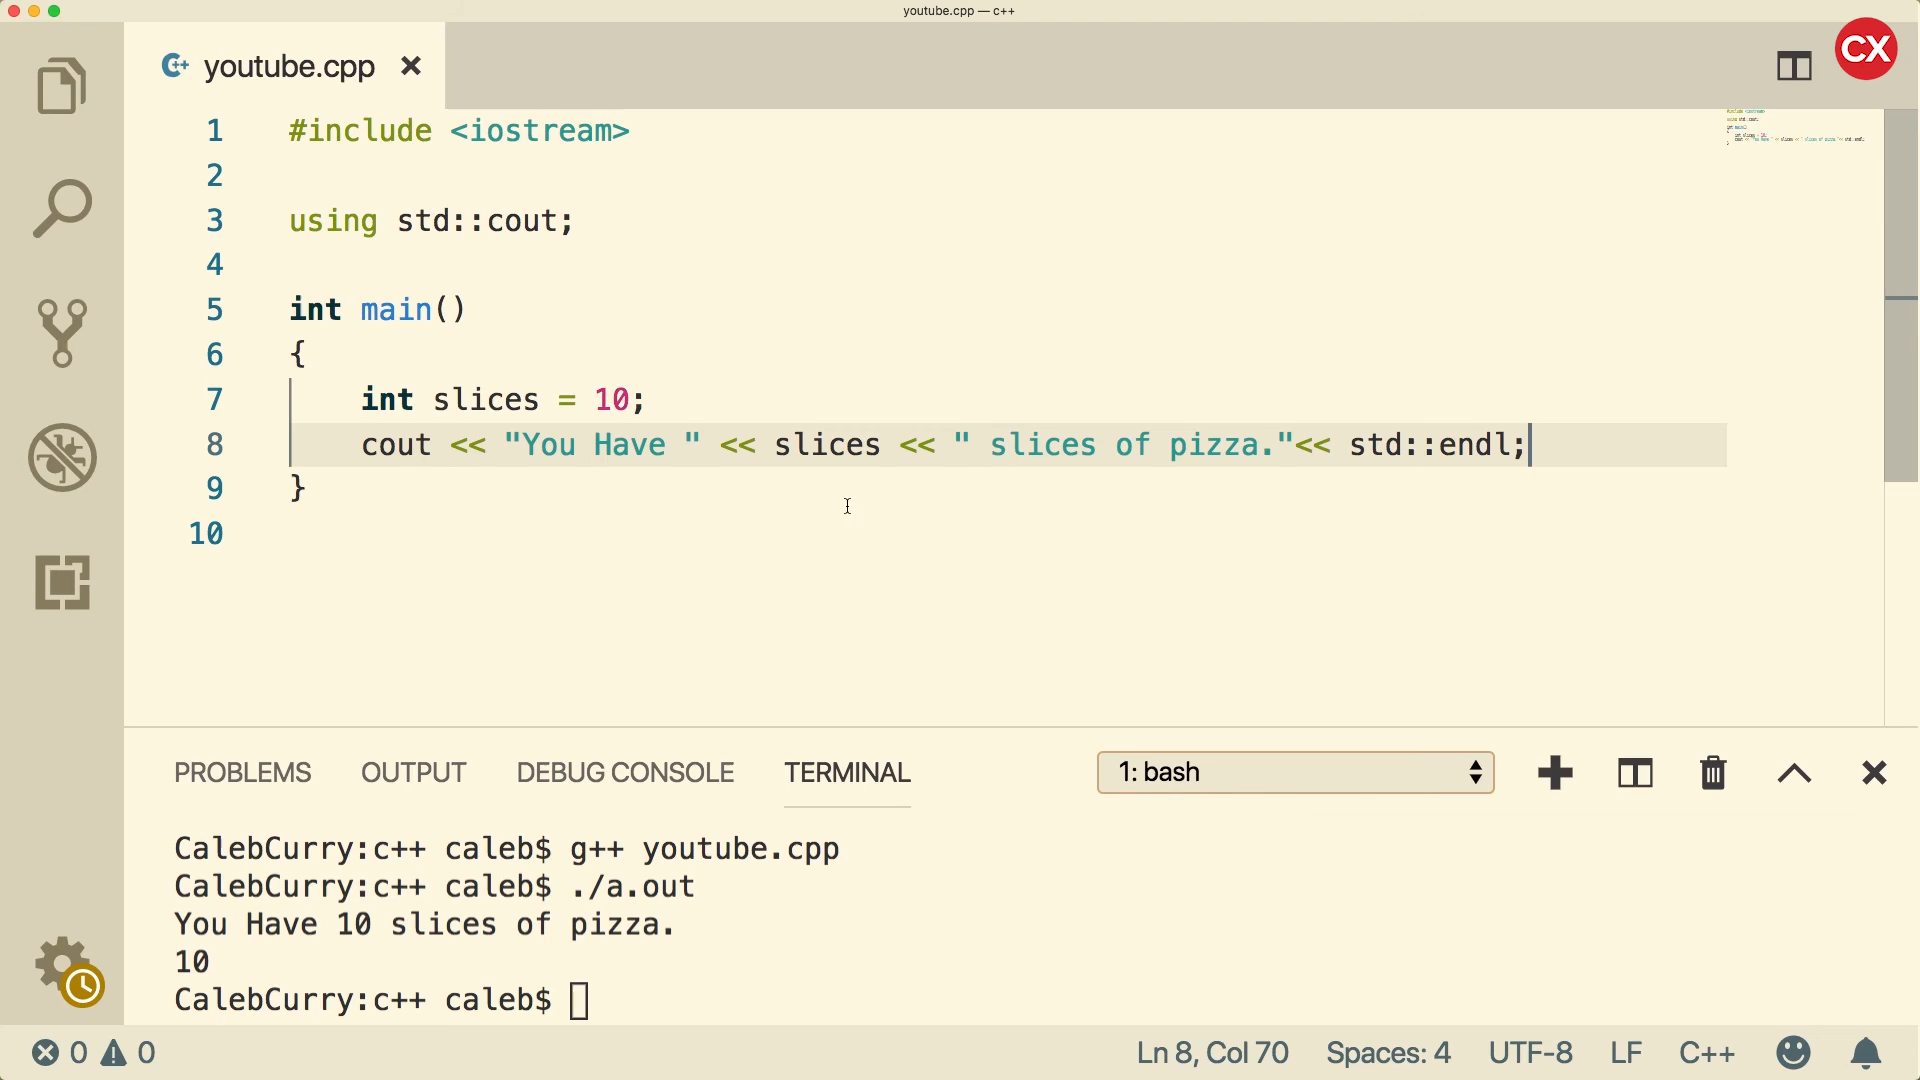 youtube.cpp — c++
youtube.cpp
CX
1 #include <iostream>
2
3 using std::cout;
4
5 int main()
6 {
7     int slices = 10;
8     cout << "You Have " << slices << " slices of pizza."<< std::endl;
9 }
10
PROBLEMS OUTPUT DEBUG CONSOLE TERMINAL 1: bash
CalebCurry:c++ caleb$ g++ youtube.cpp
CalebCurry:c++ caleb$ ./a.out
You Have 10 slices of pizza.
10
CalebCurry:c++ caleb$
0 0 Ln 8, Col 70 Spaces: 4 UTF-8 LF C++